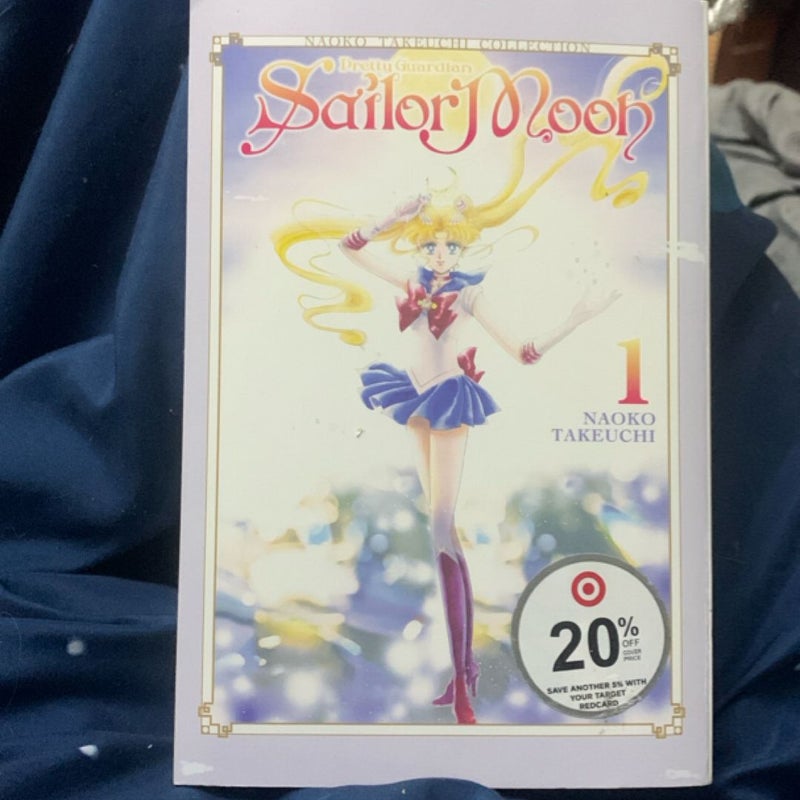 NAOKO TAKEUCHI COLLECTION
Pretty Guardian
Sailor Moon
1
NAOKO
TAKEUCHI
20%
OFF
COVER
PRICE
SAVE ANOTHER 5% WITH
YOUR TARGET
REDCARD